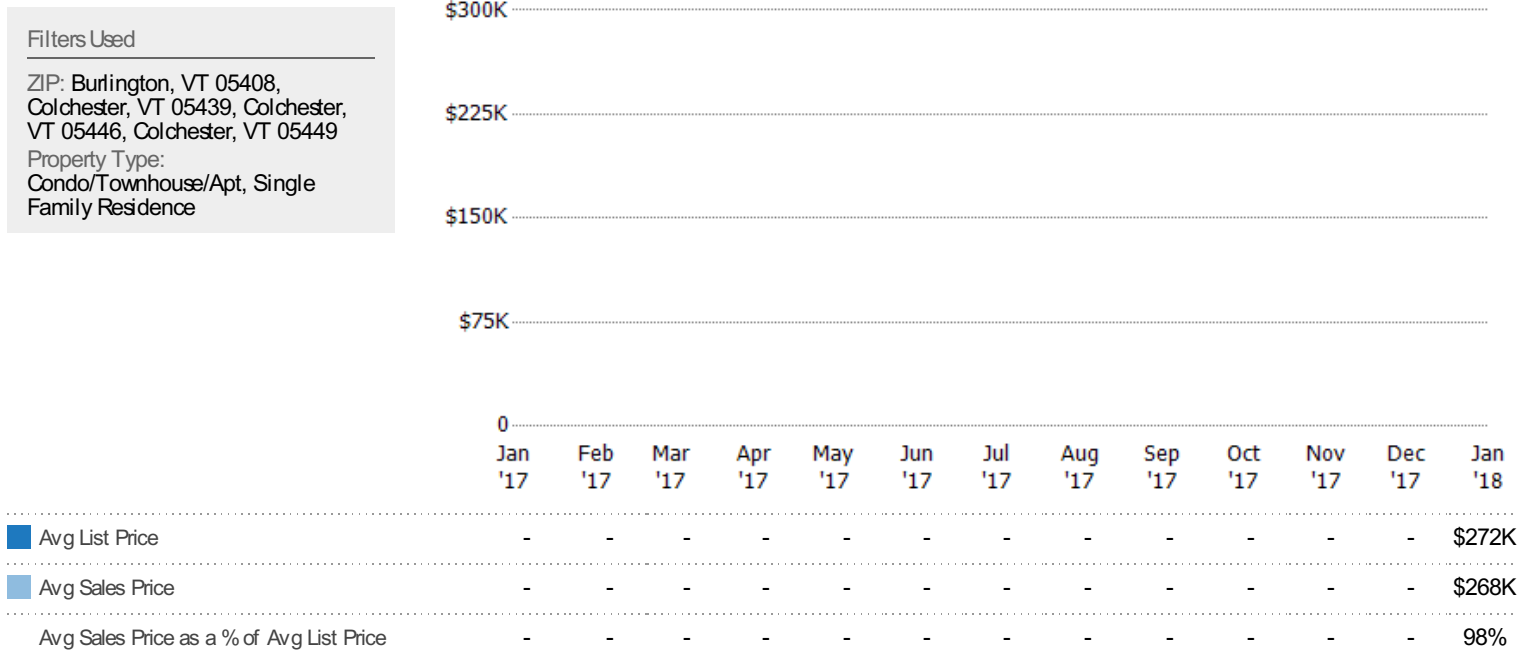 Filters Used
ZIP: Burlington, VT 05408,
Colchester, VT 05439, Colchester,
VT 05446, Colchester, VT 05449
Property Type:
Condo/Townhouse/Apt, Single
Family Residence
$300K
$225K
$150K
$75K
0
Jan Feb Mar Apr May Jun Jul Aug Sep Oct Nov Dec Jan
'17 '17 '17 '17 '17 '17 '17 '17 '17 '17 '17 '17 '18
Avg List Price - - - - - - - - - - - - $272K
Avg Sales Price - - - - - - - - - - - - $268K
Avg Sales Price as a % of Avg List Price - - - - - - - - - - - - 98%